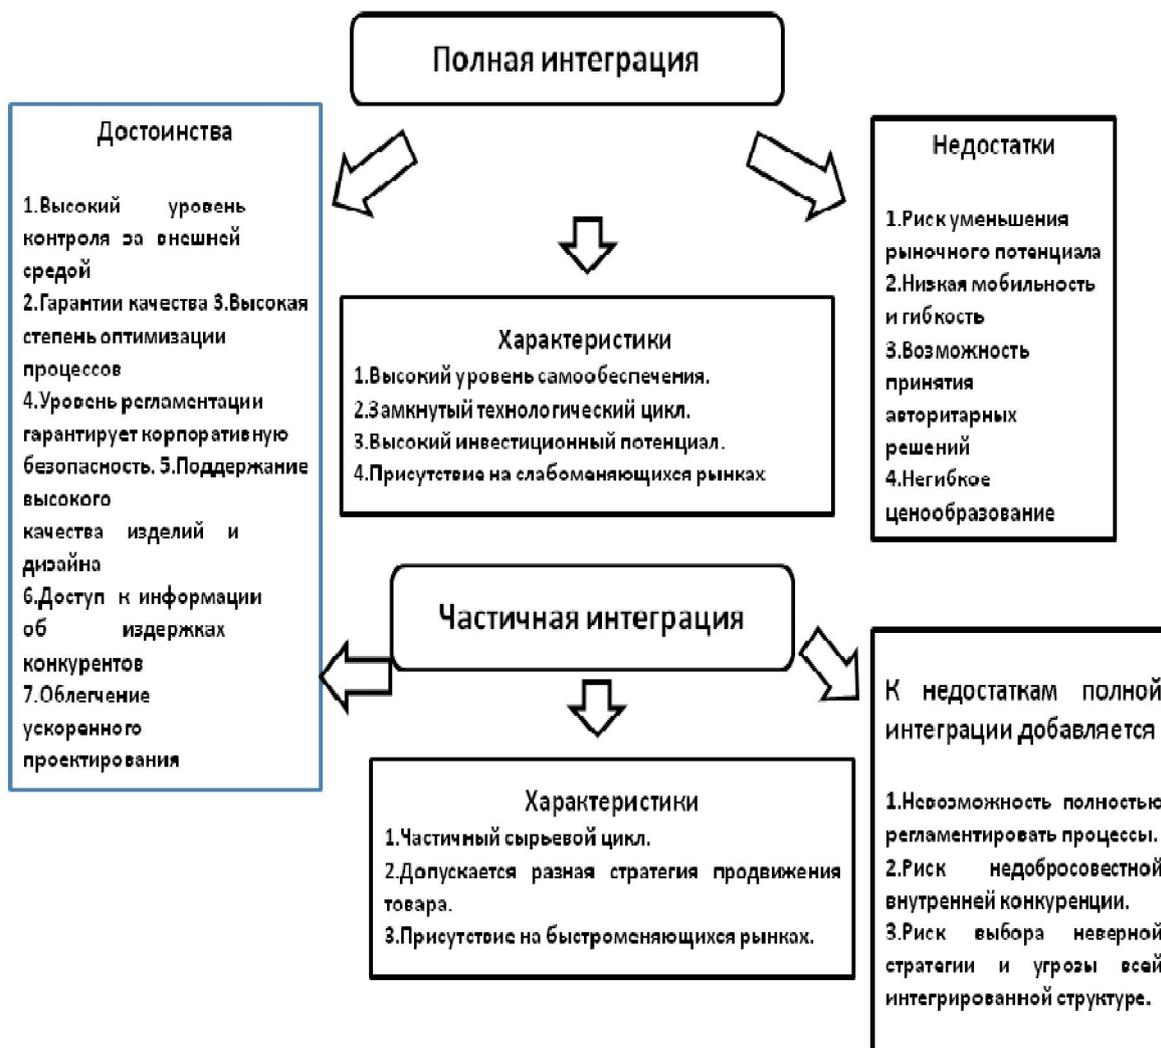 Полная интеграция
Достоинства
1.Высокий уровень
контроля за внешней
средой
2.Гарантии качества 3.Высокая
степень оптимизации
процессов
4.Уровень регламентации
гарантирует корпоративную
безопасность. 5.Поддержание
высокого
качества изделий и
дизайна
6.Доступ к информации
об издержках
конкурентов
7.Облегчение
ускоренного
проектирования
Характеристики
1.Высокий уровень самообеспечения.
2.Замкнутый технологический цикл.
3.Высокий инвестиционный потенциал.
4.Присутствие на слабоменяющихся рынках
Недостатки
1.Риск уменьшения
рыночного потенциала
2.Низкая мобильность
и гибкость
3.Возможность
принятия
авторитарных
решений
4.Негибкое
ценообразование
Частичная интеграция
Характеристики
1.Частичный сырьевой цикл.
2.Допускается разная стратегия продвижения
товара.
3.Присутствие на быстроменяющихся рынках.
К недостаткам полной
интеграции добавляется
1.Невозможность полностью
регламентировать процессы.
2.Риск недобросовестной
внутренней конкуренции.
3.Риск выбора неверной
стратегии и угрозы всей
интегрированной структуре.